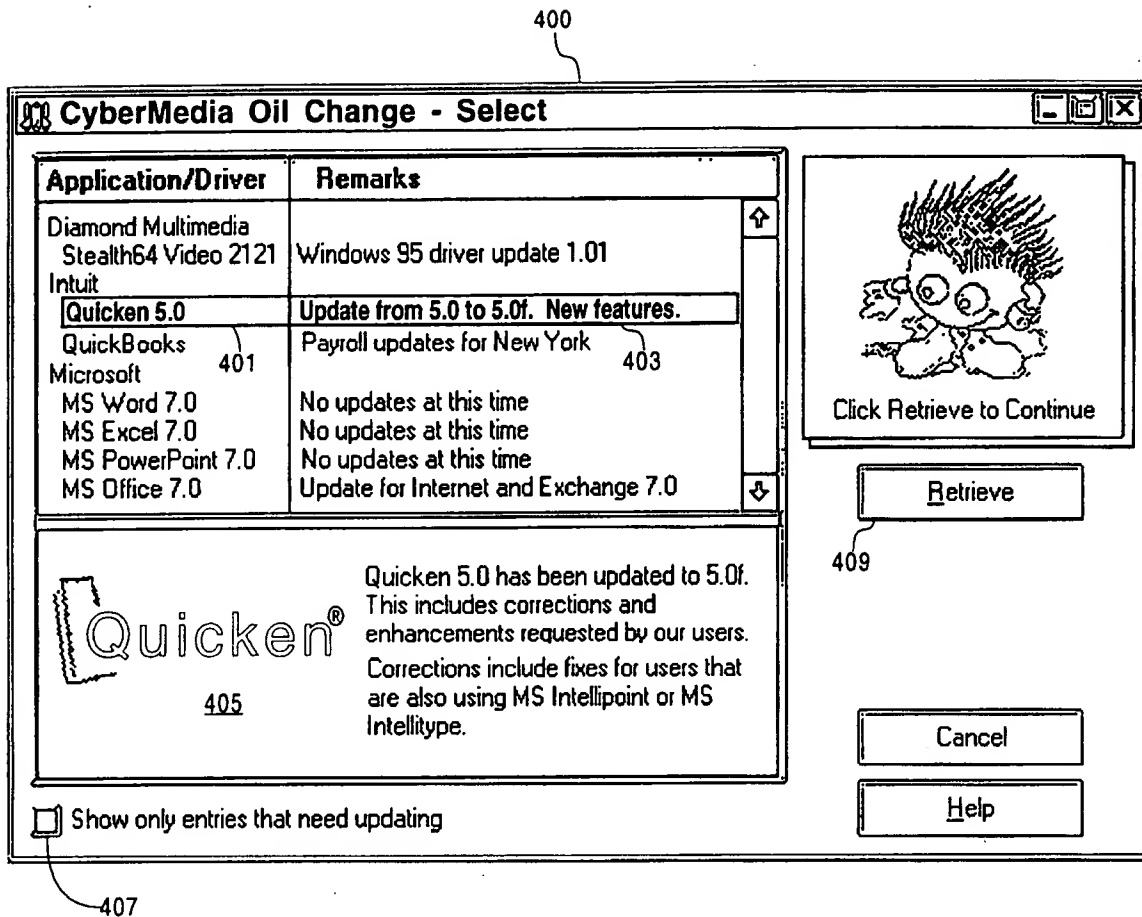 400
CyberMedia Oil Change - Select
Application/Driver Remarks
Diamond Multimedia
Stealth64 Video 2121 Windows 95 driver update 1.01
Intuit
Quicken 5.0 Update from 5.0 to 5.0f. New features.
QuickBooks Payroll updates for New York
401 403
Microsoft
MS Word 7.0 No updates at this time
MS Excel 7.0 No updates at this time
MS PowerPoint 7.0 No updates at this time
MS Office 7.0 Update for Internet and Exchange 7.0
Click Retrieve to Continue
Retrieve
409
Quicken®
405
Quicken 5.0 has been updated to 5.0f.
This includes corrections and
enhancements requested by our users.
Corrections include fixes for users that
are also using MS Intellipoint or MS
Intellitype.
Cancel
Help
Show only entries that need updating
407